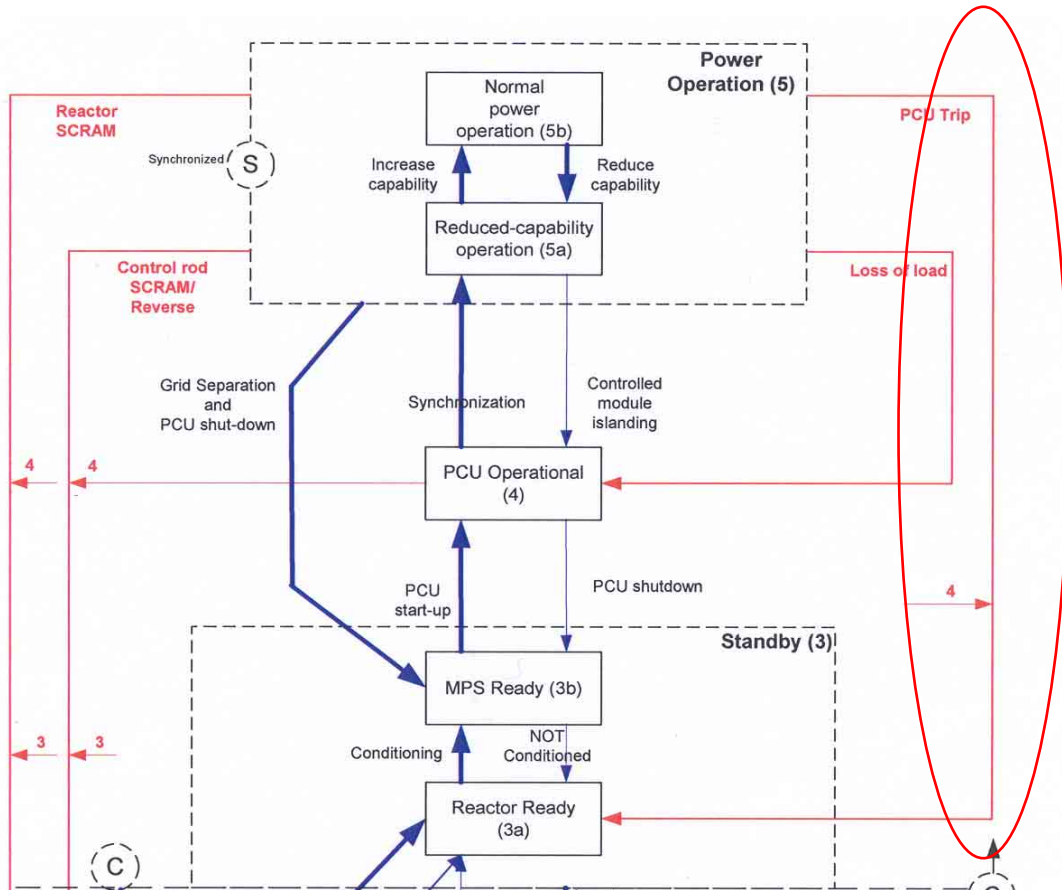 Power
Operation (5)
Normal
power
operation (5b)
Reactor
SCRAM
PCU Trip
Synchronized
S
Increase
capability
Reduce
capability
Reduced-capability
operation (5a)
Control rod
SCRAM/
Reverse
Loss of load
Grid Separation
and
PCU shut-down
Synchronization
Controlled
module
islanding
4
4
PCU Operational
(4)
PCU
start-up
PCU shutdown
4
Standby (3)
MPS Ready (3b)
3
3
Conditioning
NOT
Conditioned
Reactor Ready
(3a)
C